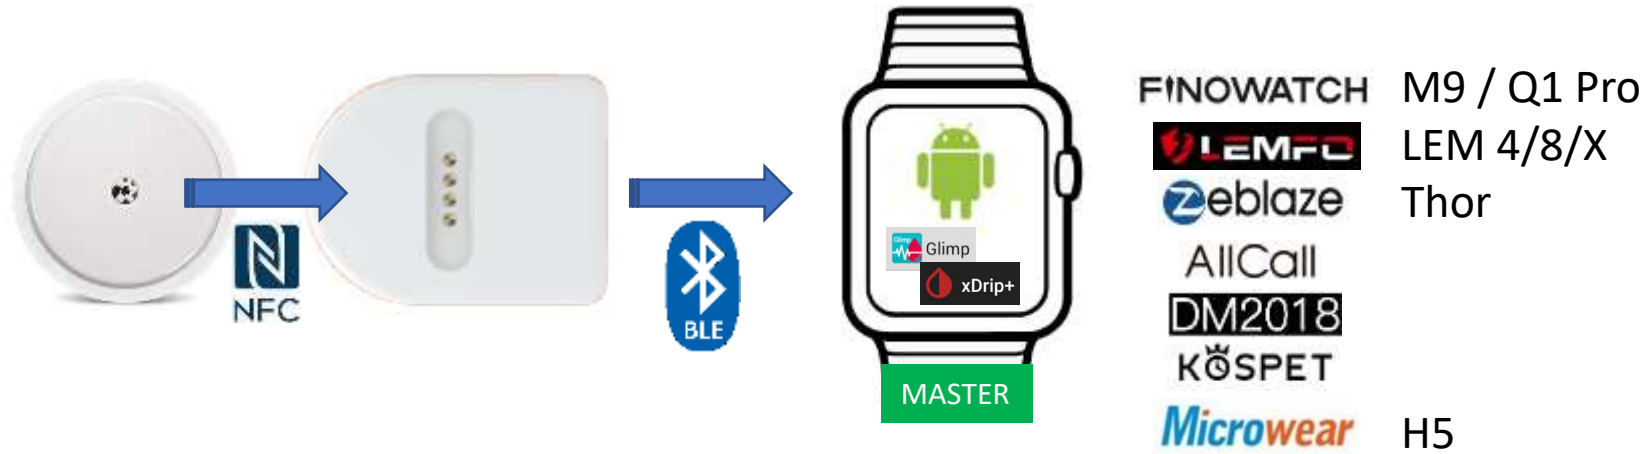 NFC
BLE
Glimp
Glimp
xDrip+
MASTER
FINOWATCH M9 / Q1 Pro
LEMFO LEM 4/8/X
Zeblaze Thor
AllCall
DM2018
KOSPET
Microwear H5